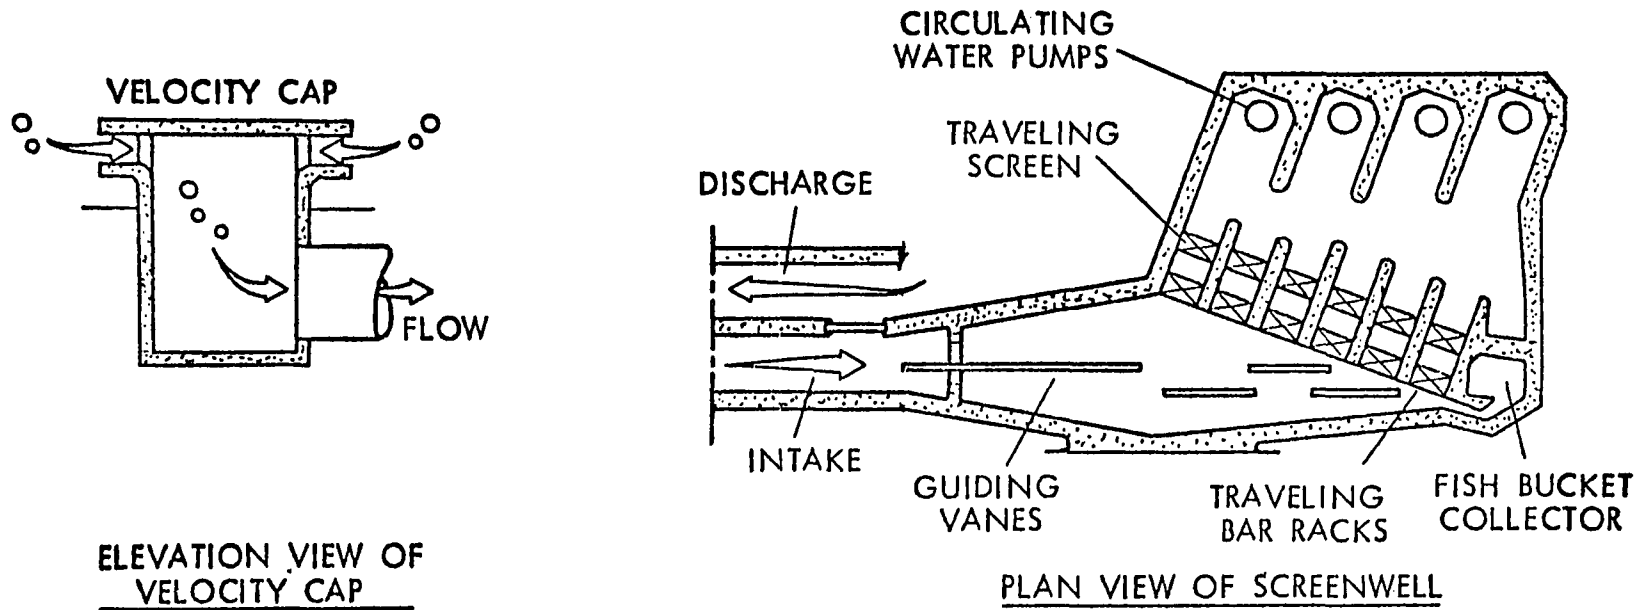 VELOCITY CAP
FLOW
ELEVATION VIEW OF
VELOCITY CAP
CIRCULATING
WATER PUMPS
TRAVELING
SCREEN
DISCHARGE
INTAKE
GUIDING
VANES
TRAVELING
BAR RACKS
FISH BUCKET
COLLECTOR
PLAN VIEW OF SCREENWELL